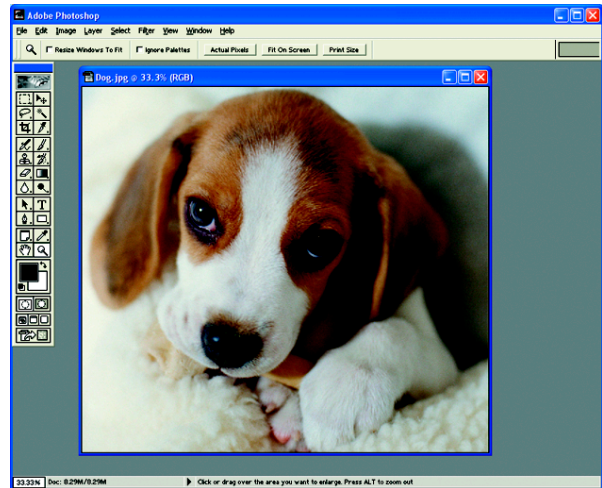 Adobe Photoshop
File Edit Image Layer Select Filter View Window Help
Resize Windows To Fit Ignore Palettes Actual Pixels Fit On Screen Print Size
Dog.jpg @ 33.3% (RGB)
T
33.33% Doc: 8.29M/8.29M Click or drag over the area you want to enlarge. Press ALT to zoom out